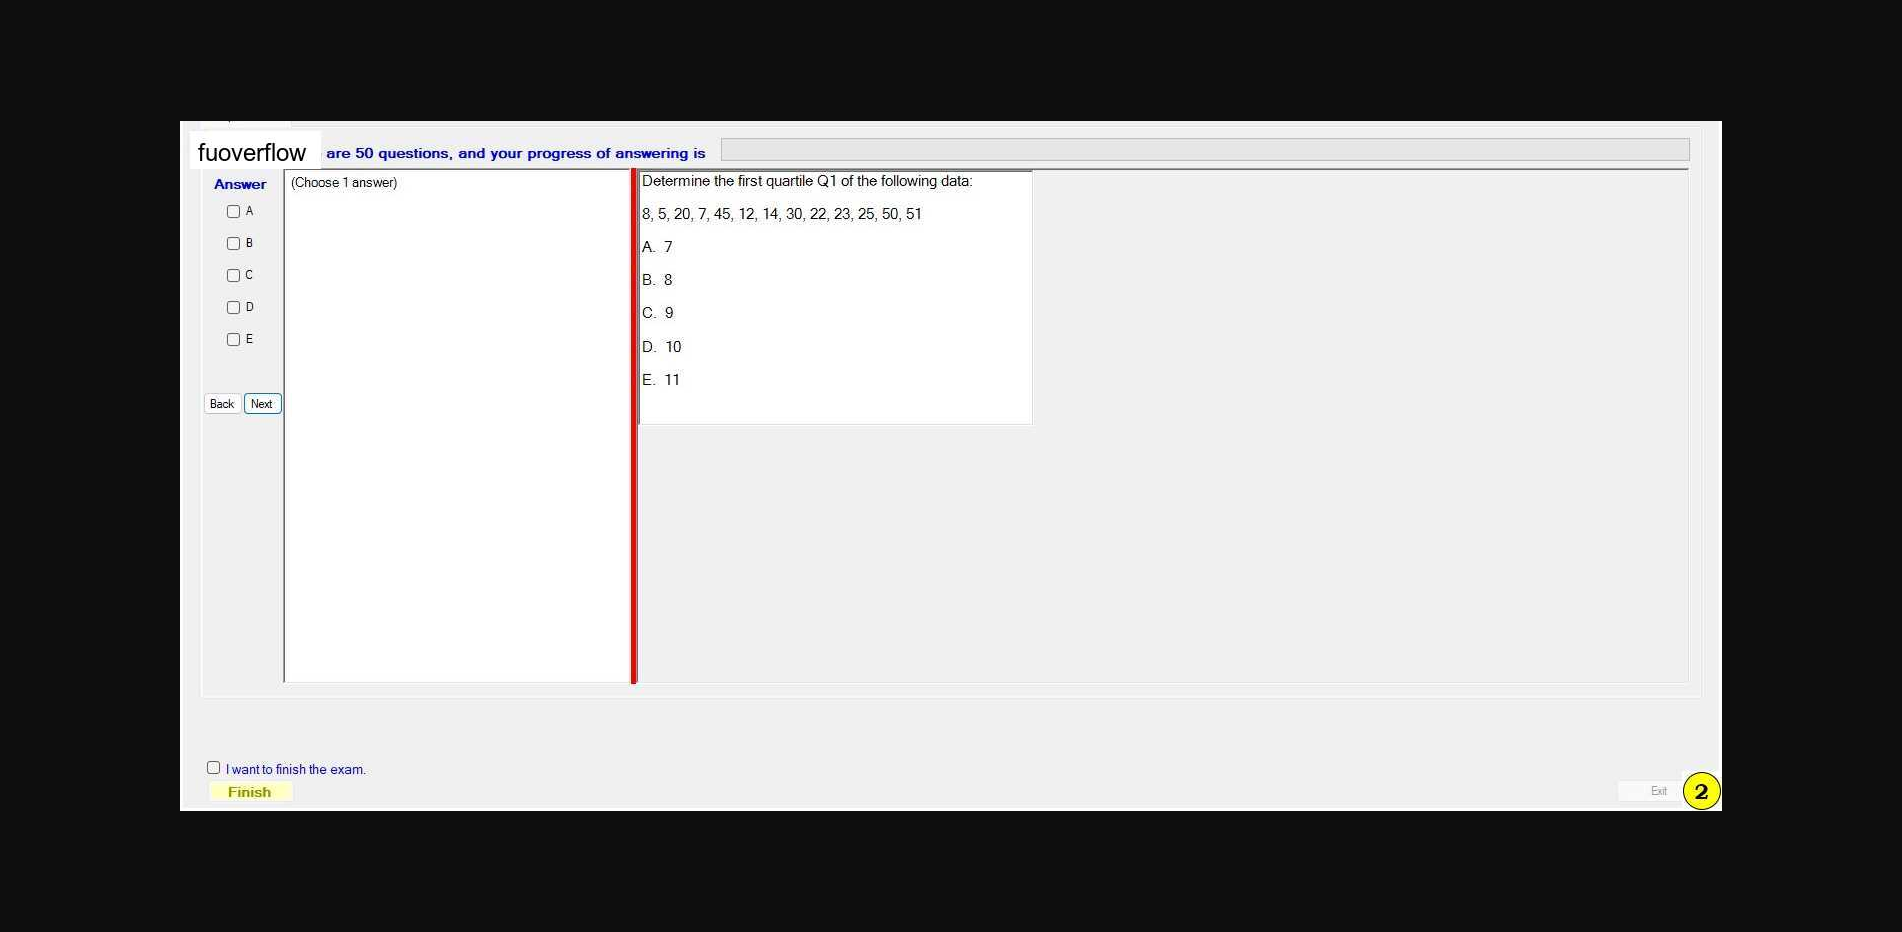 fuoverflow are 50 questions, and your progress of answering is
Answer
A
B
C
D
E
Back Next
(Choose 1 answer)
Determine the first quartile Q1 of the following data:
8, 5, 20, 7, 45, 12, 14, 30, 22, 23, 25, 50, 51
A. 7
B. 8
C. 9
D. 10
E. 11
I want to finish the exam.
Finish
Exit
2